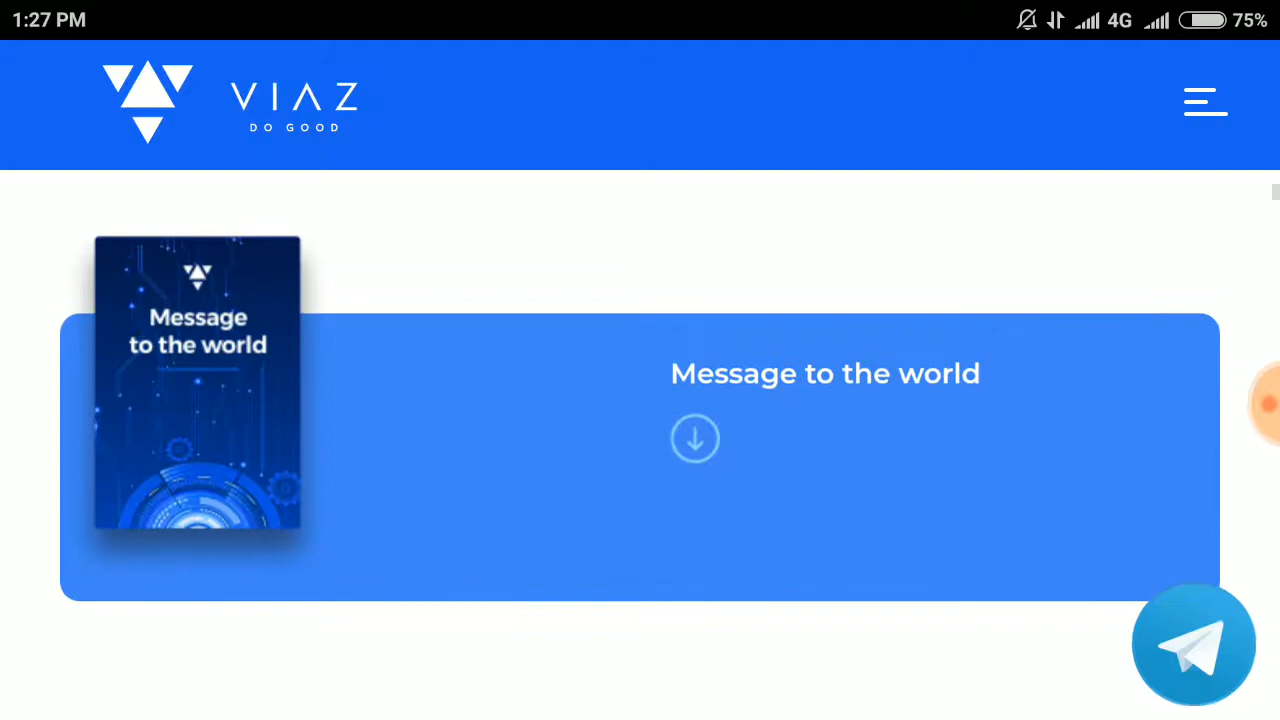 1:27 PM
4G
75%
VIAZ
DO GOOD
Message
to the world
Message to the world